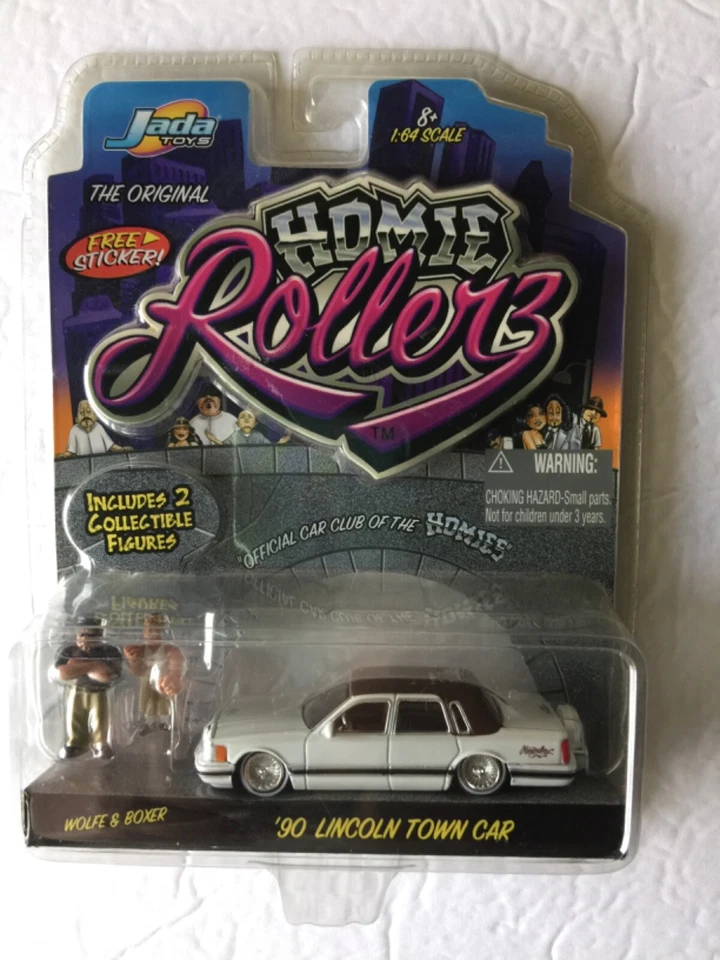 Jada
TOYS
8+
1:64 SCALE
THE ORIGINAL
FREE
STICKER!
HOMIE
Rollerz
TM
WARNING:
CHOKING HAZARD-Small parts.
Not for children under 3 years.
INCLUDES 2
COLLECTIBLE
FIGURES
"OFFICIAL CAR CLUB OF THE HOMIES"
WOLFE & BOXER
'90 LINCOLN TOWN CAR